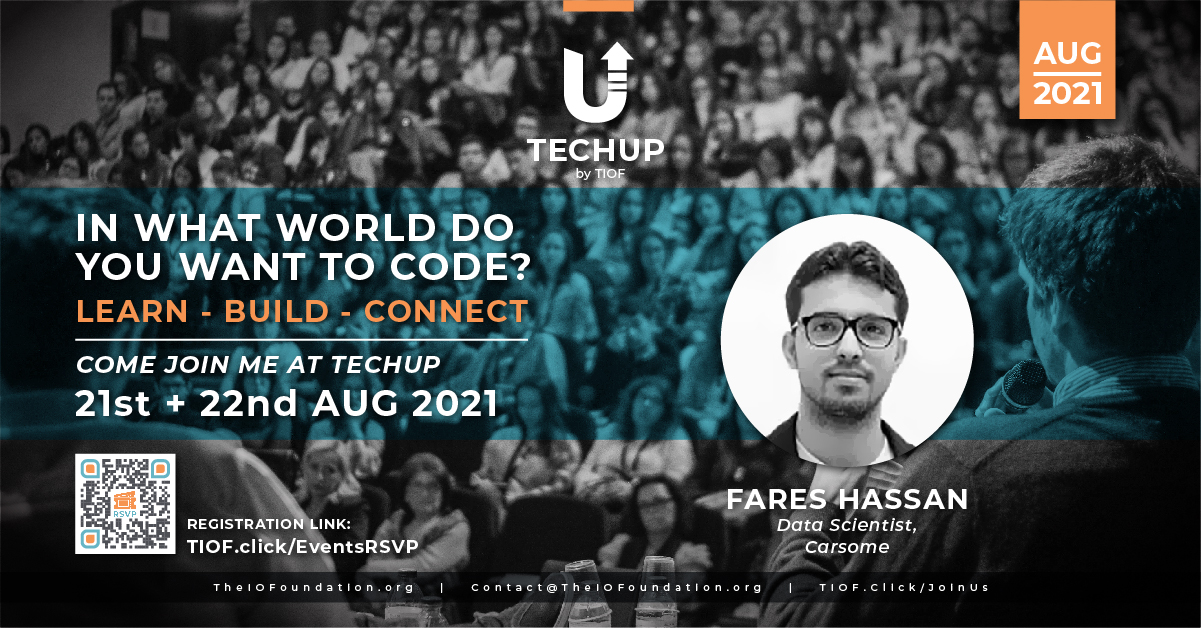 AUG
2021
TECHUP
by TIOF
IN WHAT WORLD DO
YOU WANT TO CODE?
LEARN - BUILD - CONNECT
COME JOIN ME AT TECHUP
21st + 22nd AUG 2021
RSVP
REGISTRATION LINK:
TIOF.click/EventsRSVP
FARES HASSAN
Data Scientist,
Carsome
TheIOFoundation.org | Contact@TheIOFoundation.org | TIOF.Click/JoinUs